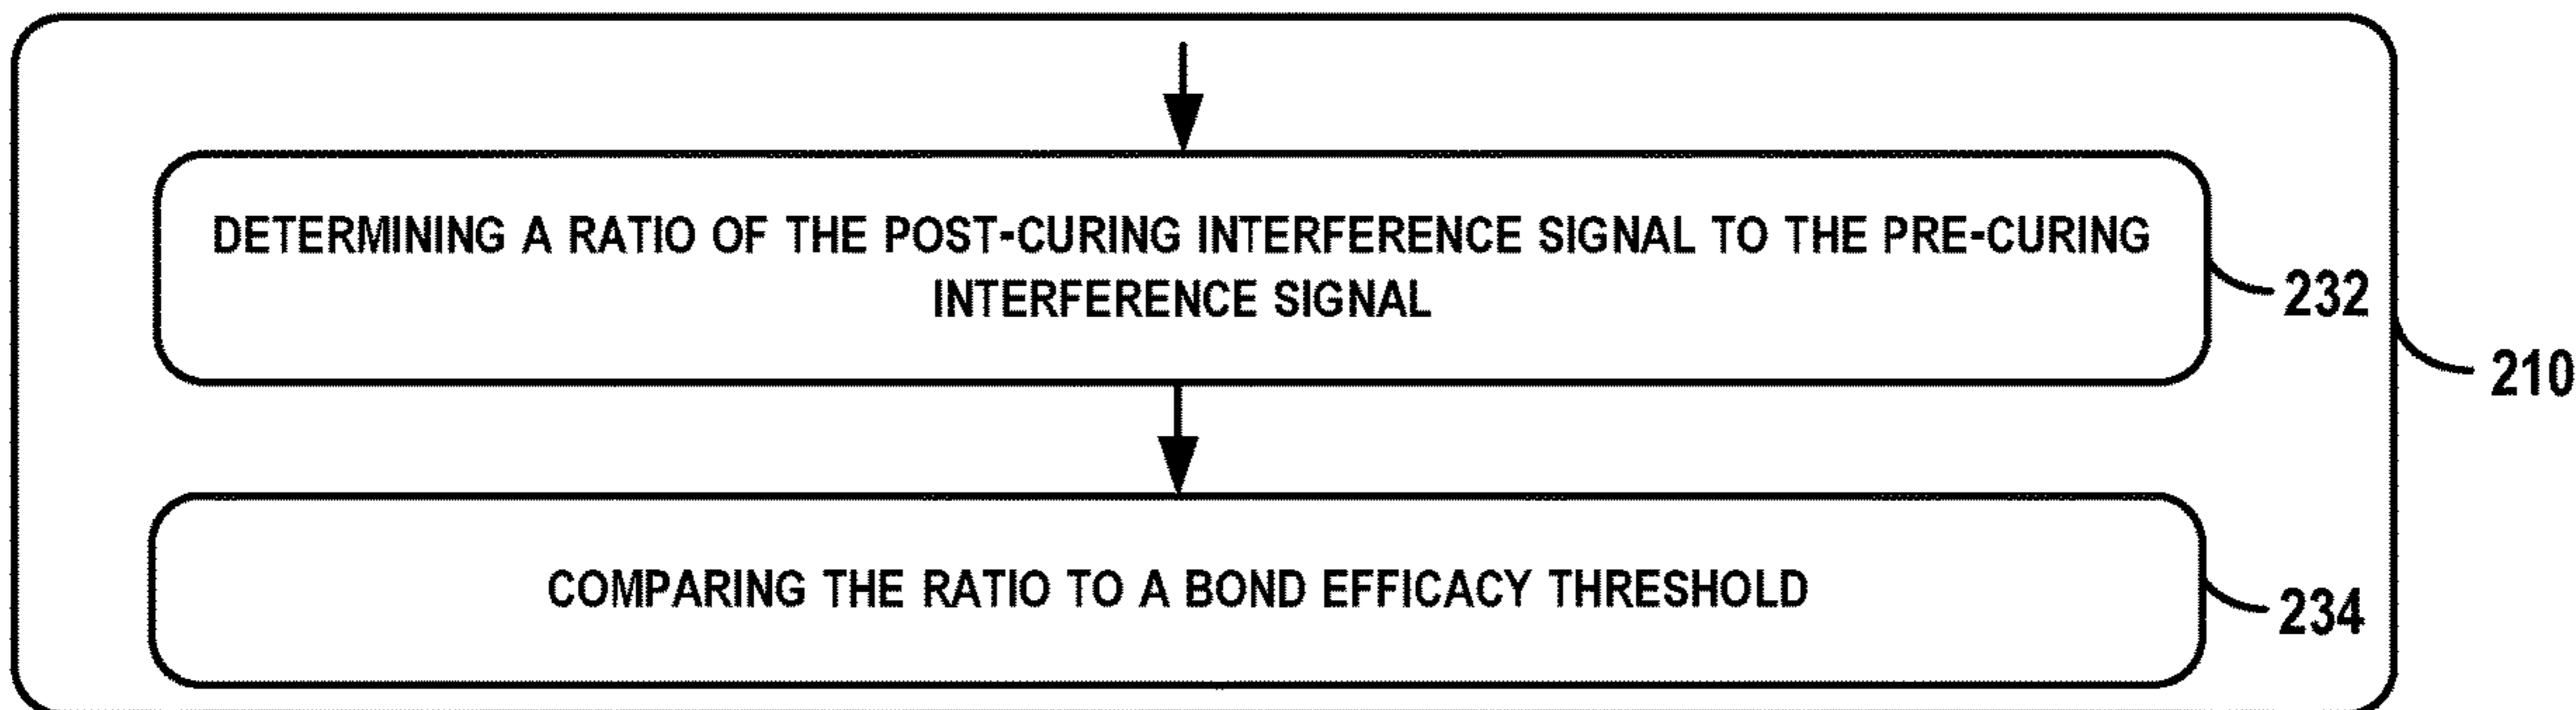 DETERMINING A RATIO OF THE POST-CURING INTERFERENCE SIGNAL TO THE PRE-CURING
INTERFERENCE SIGNAL
232
210
COMPARING THE RATIO TO A BOND EFFICACY THRESHOLD
234